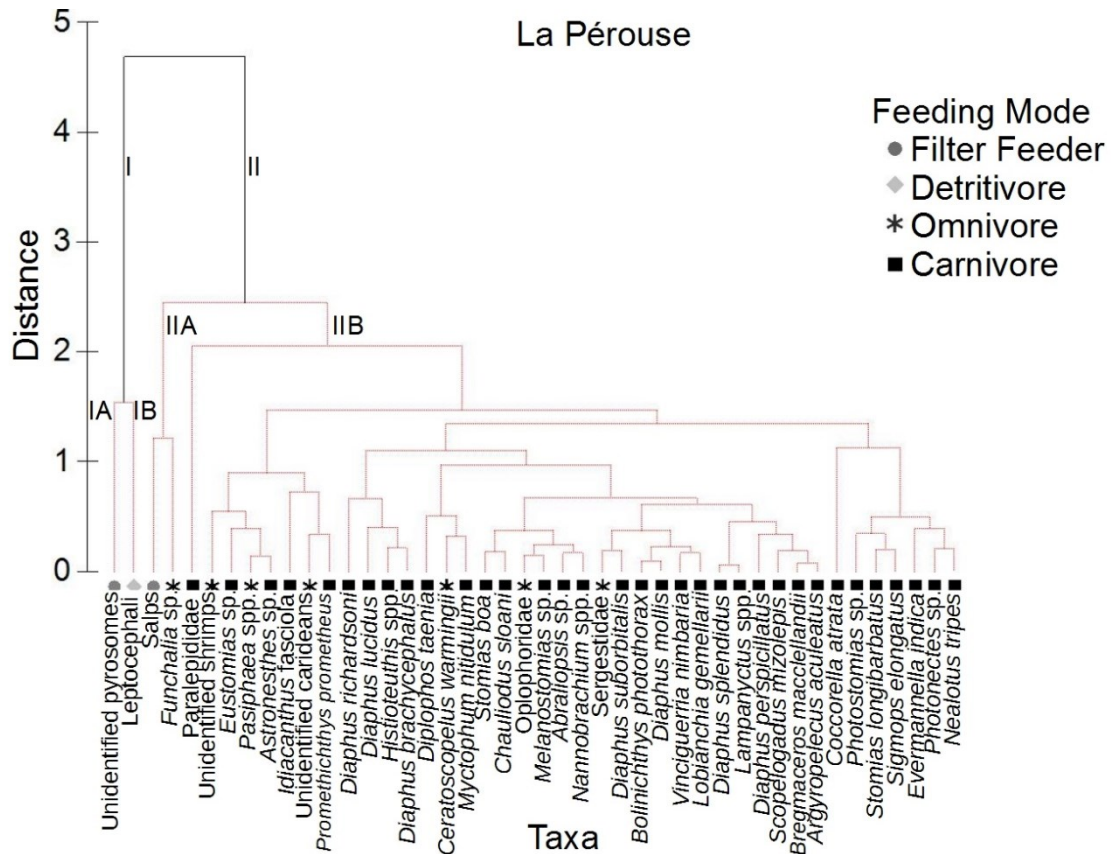 La Pérouse
Feeding Mode
Filter Feeder
Detritivore
Omnivore
Carnivore
Distance
5
4
3
2
1
0
I
II
IIA
IIB
IA
IB
Unidentified pyrosomes
Leptocephali
Salps
Funchalia sp.
Paralepididae
Unidentified shrimps
Eustomias sp.
Pasiphaea spp.
Astronesthes sp.
Idiacanthus fasciola
Unidentified carideans
Promethichthys prometheus
Diaphus richardsonii
Diaphus lucidus
Histioteuthis spp.
Diaphus brachycephalus
Diplophos taenia
Ceratoscopelus warmingii
Myctophum nitidulum
Stomias boa
Chauliodus sloani
Oplophoridae
Melanostomias sp.
Abraliopsis sp.
Nannobrachium spp.
Sergestidae
Diaphus suborbitalis
Bolinichthys photothorax
Diaphus mollis
Vinciguerria nimbaria
Lobianchia gemellarii
Diaphus splendidus
Lampanyctus spp.
Diaphus perspicillatus
Scopelogadus mizolepis
Bregmaceros macclellandii
Argyropelecus aculeatus
Coccorella atrata
Photostomias sp.
Stomias longibarbatus
Sigmops elongatus
Evermannella indica
Photonectes sp.
Nealotus tripes
Taxa